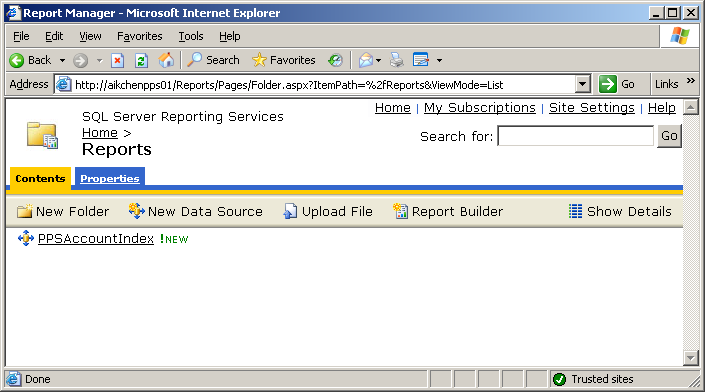 Report Manager - Microsoft Internet Explorer
File Edit View Favorites Tools Help
Back Search Favorites
Address http://aikchenpps01/Reports/Pages/Folder.aspx?ItemPath=%2fReports&ViewMode=List Go Links »
Home | My Subscriptions | Site Settings | Help
SQL Server Reporting Services
Home >
Search for: Go
Reports
Contents Properties
New Folder New Data Source Upload File Report Builder Show Details
PPSAccountIndex !NEW
Done Trusted sites